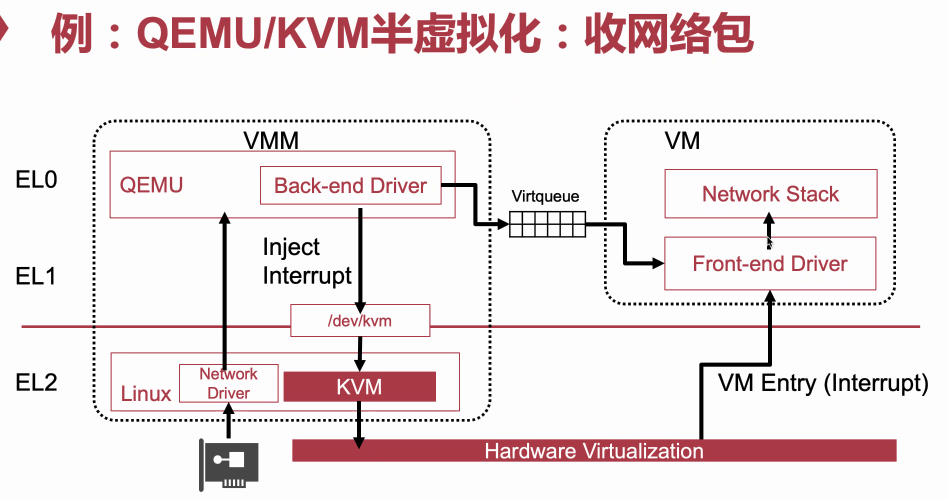 例：QEMU/KVM半虚拟化：收网络包
VMM
VM
EL0
QEMU
Back-end Driver
Virtqueue
Network Stack
Inject
Interrupt
EL1
Front-end Driver
/dev/kvm
EL2
Linux
Network
Driver
KVM
VM Entry (Interrupt)
Hardware Virtualization